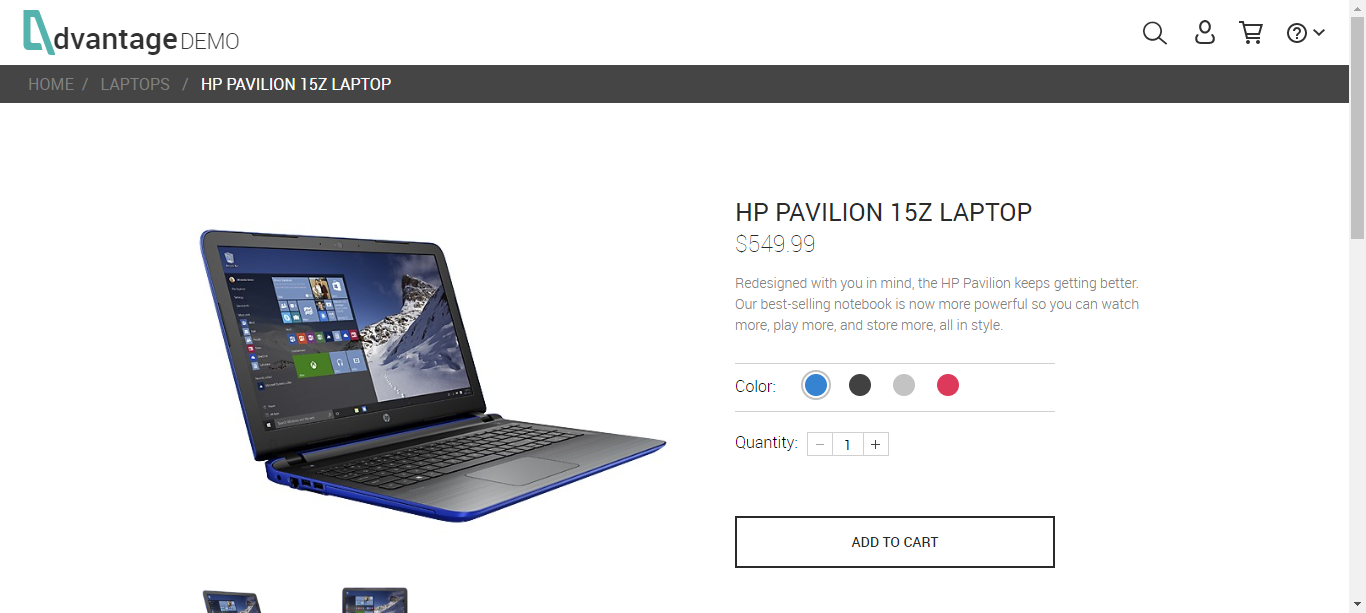 dvantage DEMO
HOME / LAPTOPS / HP PAVILION 15Z LAPTOP
HP PAVILION 15Z LAPTOP
$549.99
Redesigned with you in mind, the HP Pavilion keeps getting better.
Our best-selling notebook is now more powerful so you can watch
more, play more, and store more, all in style.
Color:
Quantity: − 1 +
ADD TO CART